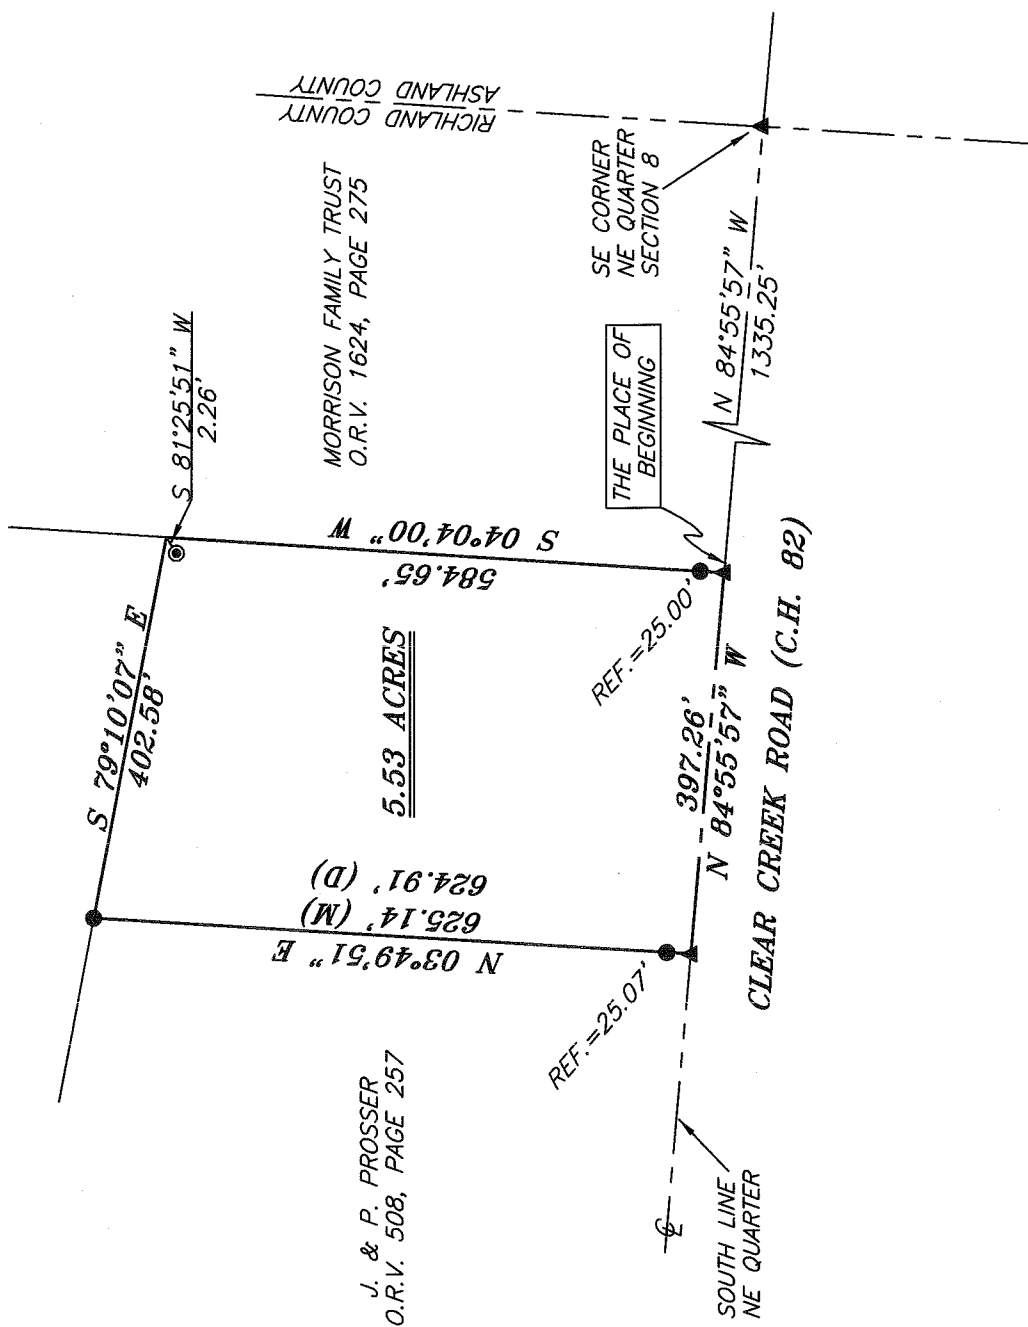 RICHLAND COUNTY
ASHLAND COUNTY
MORRISON FAMILY TRUST
O.R.V. 1624, PAGE 275
S 81°25'51" W
2.26'
SE CORNER
NE QUARTER
SECTION 8
N 84°55'57" W
1335.25'
THE PLACE OF
BEGINNING
S 04°04'00" W
584.65'
REF.=25.00'
S 79°10'07" E
402.58'
5.53 ACRES
397.26'
N 84°55'57" W
CLEAR CREEK ROAD (C.H. 82)
N 03°49'51" E
625.14' (M)
624.91' (D)
REF.=25.07'
J. & P. PROSSER
O.R.V. 508, PAGE 257
SOUTH LINE
NE QUARTER
℄